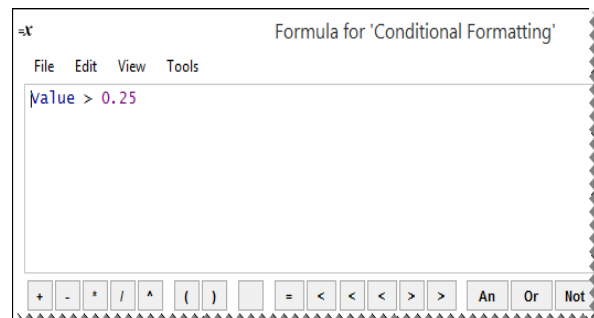 =x Formula for 'Conditional Formatting'
File Edit View Tools
Value > 0.25
+ - * / ^ ( ) = < < < > > An Or Not